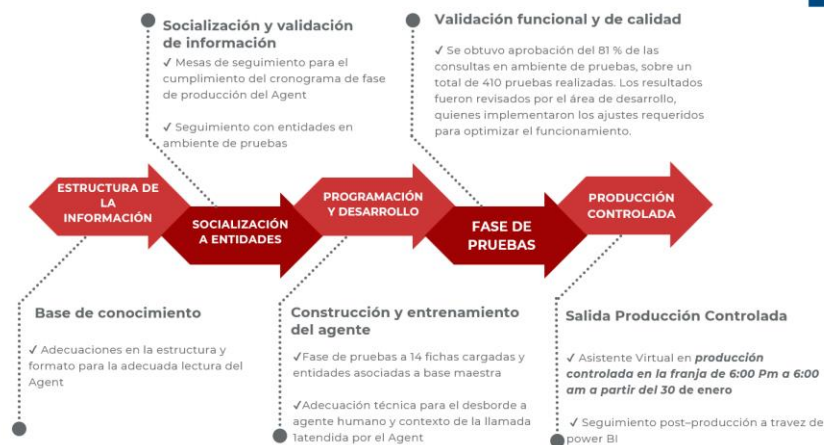 Socialización y validación
de información
✓ Mesas de seguimiento para el
cumplimiento del cronograma de fase
de producción del Agent
✓ Seguimiento con entidades en
ambiente de pruebas
Validación funcional y de calidad
✓ Se obtuvo aprobación del 81 % de las
consultas en ambiente de pruebas, sobre un
total de 410 pruebas realizadas. Los resultados
fueron revisados por el área de desarrollo,
quienes implementaron los ajustes requeridos
para optimizar el funcionamiento.
ESTRUCTURA DE
LA
INFORMACIÓN
SOCIALIZACIÓN
A ENTIDADES
PROGRAMACIÓN
Y DESARROLLO
FASE DE
PRUEBAS
PRODUCCIÓN
CONTROLADA
Base de conocimiento
✓ Adecuaciones en la estructura y
formato para la adecuada lectura del
Agent
Construcción y entrenamiento
del agente
✓Fase de pruebas a 14 fichas cargadas y
entidades asociadas a base maestra
✓Adecuación técnica para el desborde a
agente humano y contexto de la llamada
1atendida por el Agent
Salida Producción Controlada
✓ Asistente Virtual en producción
controlada en la franja de 6:00 Pm a 6:00
am a partir del 30 de enero
✓ Seguimiento post–producción a travez de
power BI